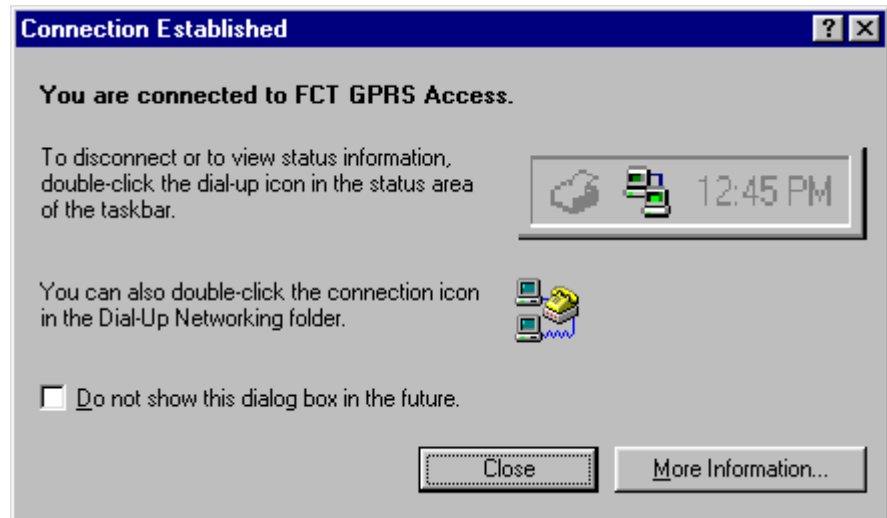 Connection Established
You are connected to FCT GPRS Access.
To disconnect or to view status information,
double-click the dial-up icon in the status area
of the taskbar.
12:45 PM
You can also double-click the connection icon
in the Dial-Up Networking folder.
Do not show this dialog box in the future.
Close
More Information...